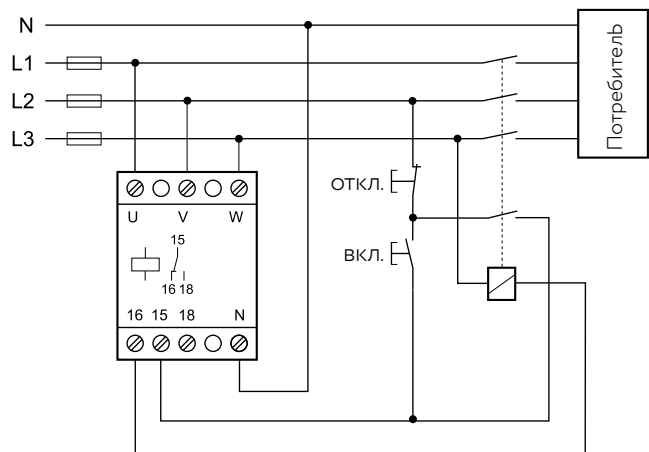 N
L1
L2
L3
Потребитель
ОТКЛ.
ВКЛ.
U V W
15
16 18
16 15 18 N